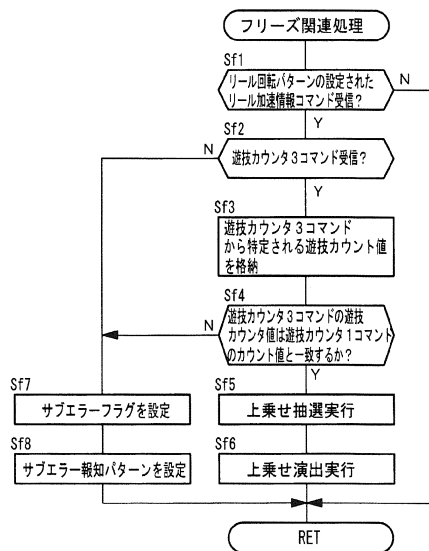 フリーズ関連処理
Sf1
リール回転パターンの設定された
リール加速情報コマンド受信?
N
Y
Sf2
N
遊技カウンタ3コマンド受信?
Y
Sf3
遊技カウンタ3コマンド
から特定される遊技カウント値
を格納
Sf4
遊技カウンタ3コマンドの遊技
カウンタ値は遊技カウンタ1コマンド
のカウント値と一致するか?
N
Y
Sf7
サブエラーフラグを設定
Sf5
上乗せ抽選実行
Sf8
サブエラー報知パターンを設定
Sf6
上乗せ演出実行
RET